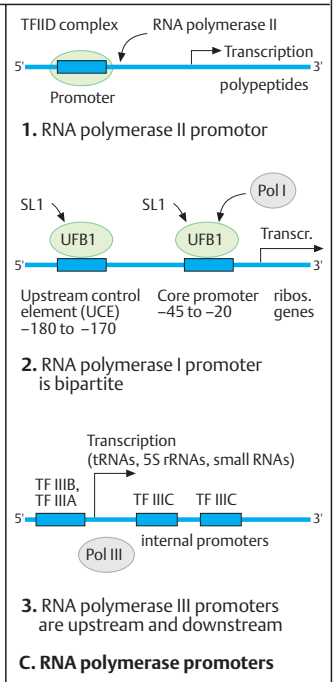 TFIID complex
RNA polymerase II
Transcription
5'
3'
Promoter
polypeptides
1. RNA polymerase II promotor
Pol I
SL1
SL1
UFB1
UFB1
Transcr.
5'
3'
Upstream control
element (UCE)
–180 to –170
Core promoter
–45 to –20
ribos.
genes
2. RNA polymerase I promoter
is bipartite
Transcription
(tRNAs, 5S rRNAs, small RNAs)
TF IIIB,
TF IIIA
TF IIIC
TF IIIC
5'
3'
Pol III
internal promoters
3. RNA polymerase III promoters
are upstream and downstream
C. RNA polymerase promoters